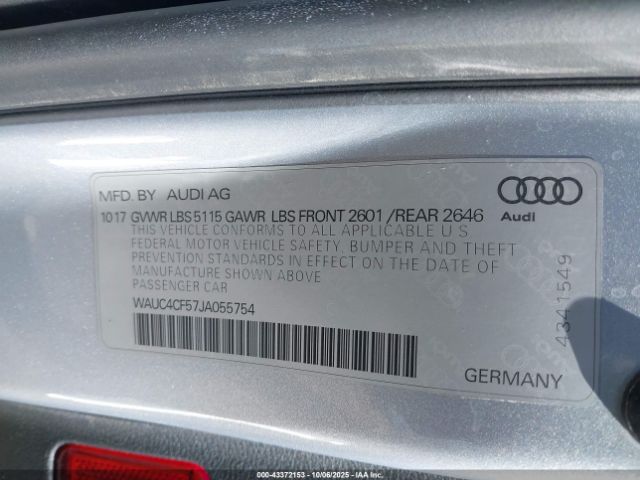 MFD. BY AUDI AG
1017 GVWR LBS 5115 GAWR LBS FRONT 2601 / REAR 2646
THIS VEHICLE CONFORMS TO ALL APPLICABLE U S
FEDERAL MOTOR VEHICLE SAFETY, BUMPER AND THEFT
PREVENTION STANDARDS IN EFFECT ON THE DATE OF
MANUFACTURE SHOWN ABOVE
PASSENGER CAR
WAUC4CF57JA055754
Audi
4341549
GERMANY
00-43372153 | 10/06/2025 | © Copyright IAA